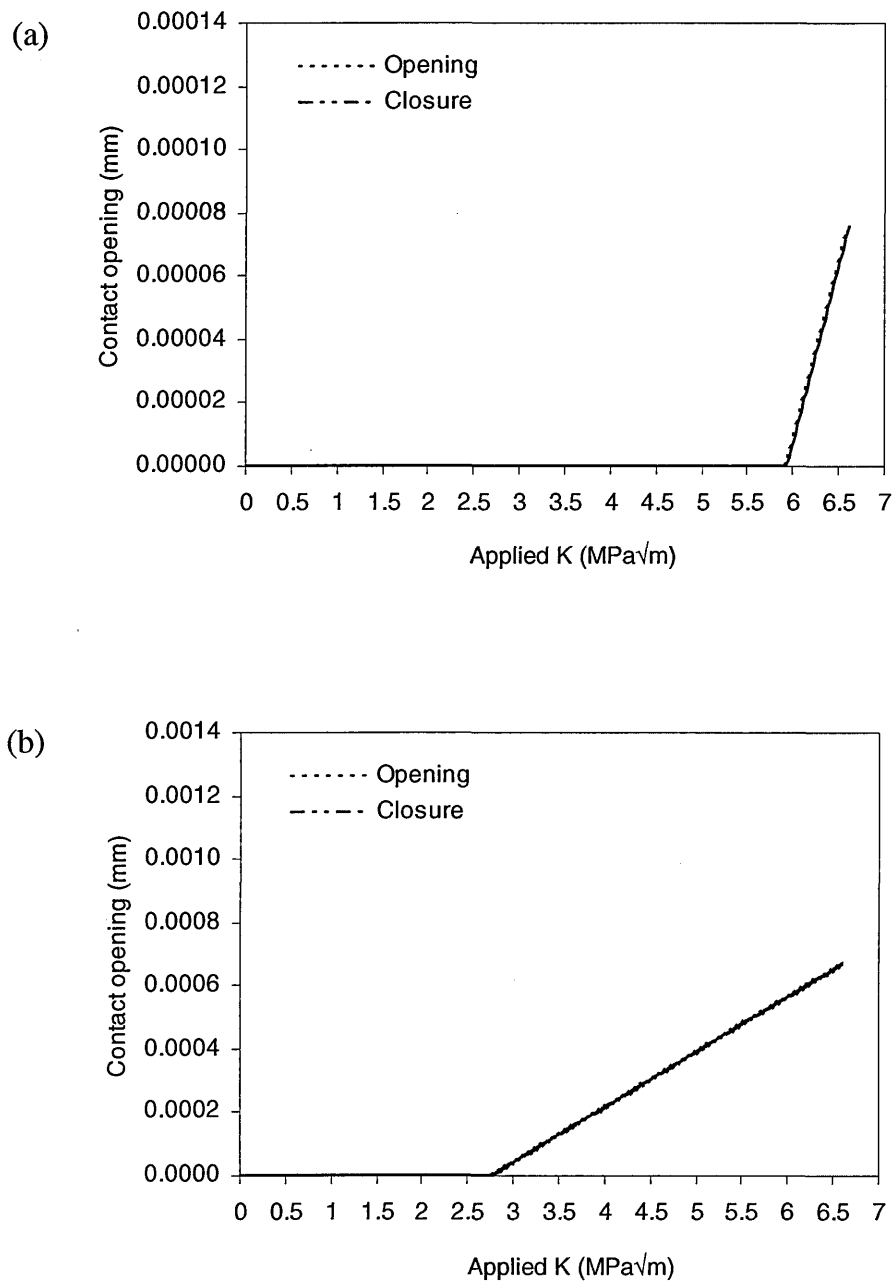 (a)
0.00014
0.00012
0.00010
0.00008
0.00006
0.00004
0.00002
0.00000
Contact opening (mm)
Opening
Closure
0 0.5 1 1.5 2 2.5 3 3.5 4 4.5 5 5.5 6 6.5 7
Applied K (MPa√m)
(b)
0.0014
0.0012
0.0010
0.0008
0.0006
0.0004
0.0002
0.0000
Contact opening (mm)
Opening
Closure
0 0.5 1 1.5 2 2.5 3 3.5 4 4.5 5 5.5 6 6.5 7
Applied K (MPa√m)